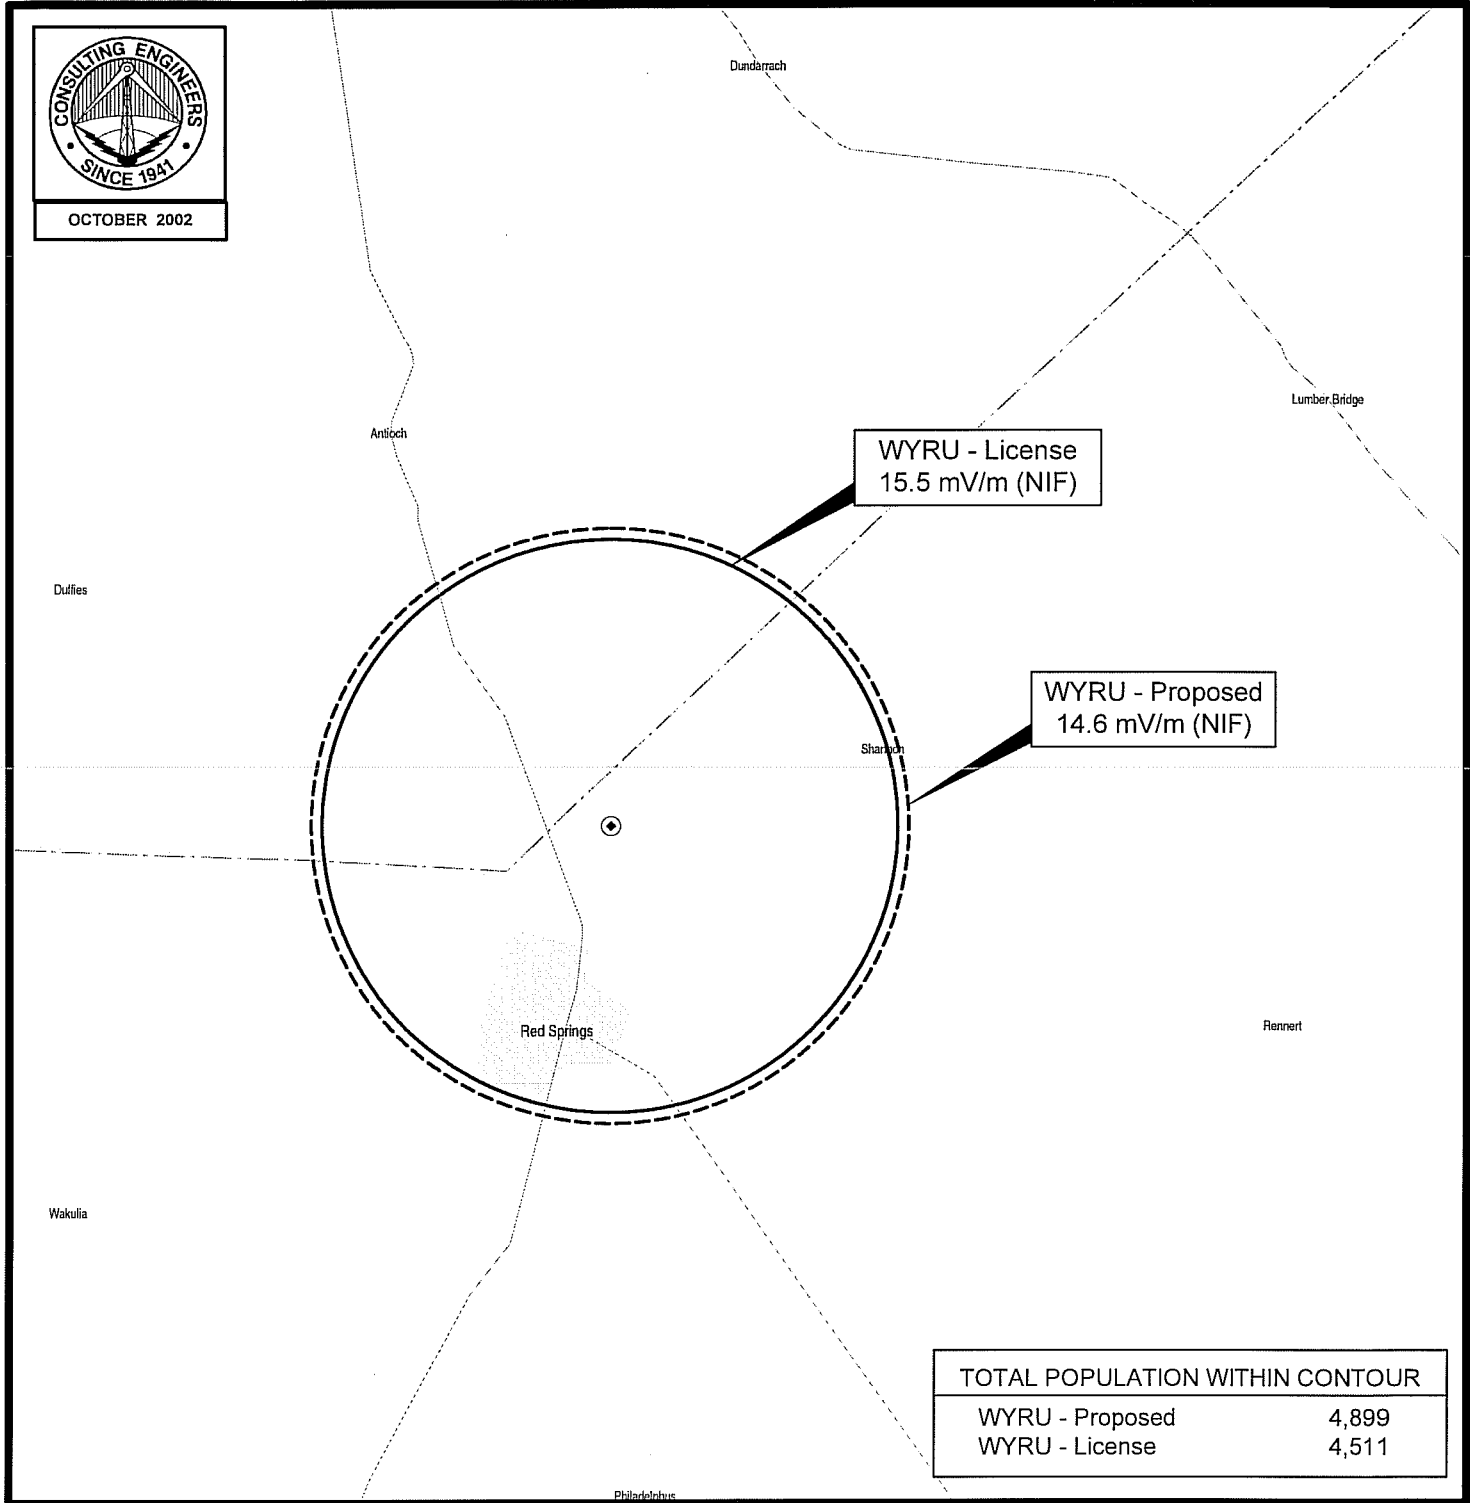 CONSULTING ENGINEERS
SINCE 1941
OCTOBER 2002
Dundarrach
Lumber Bridge
Antioch
WYRU - License
15.5 mV/m (NIF)
Duffies
WYRU - Proposed
14.6 mV/m (NIF)
Shannon
Red Springs
Rennert
Wakulla
TOTAL POPULATION WITHIN CONTOUR
WYRU - Proposed 4,899
WYRU - License 4,511
Philadelphus